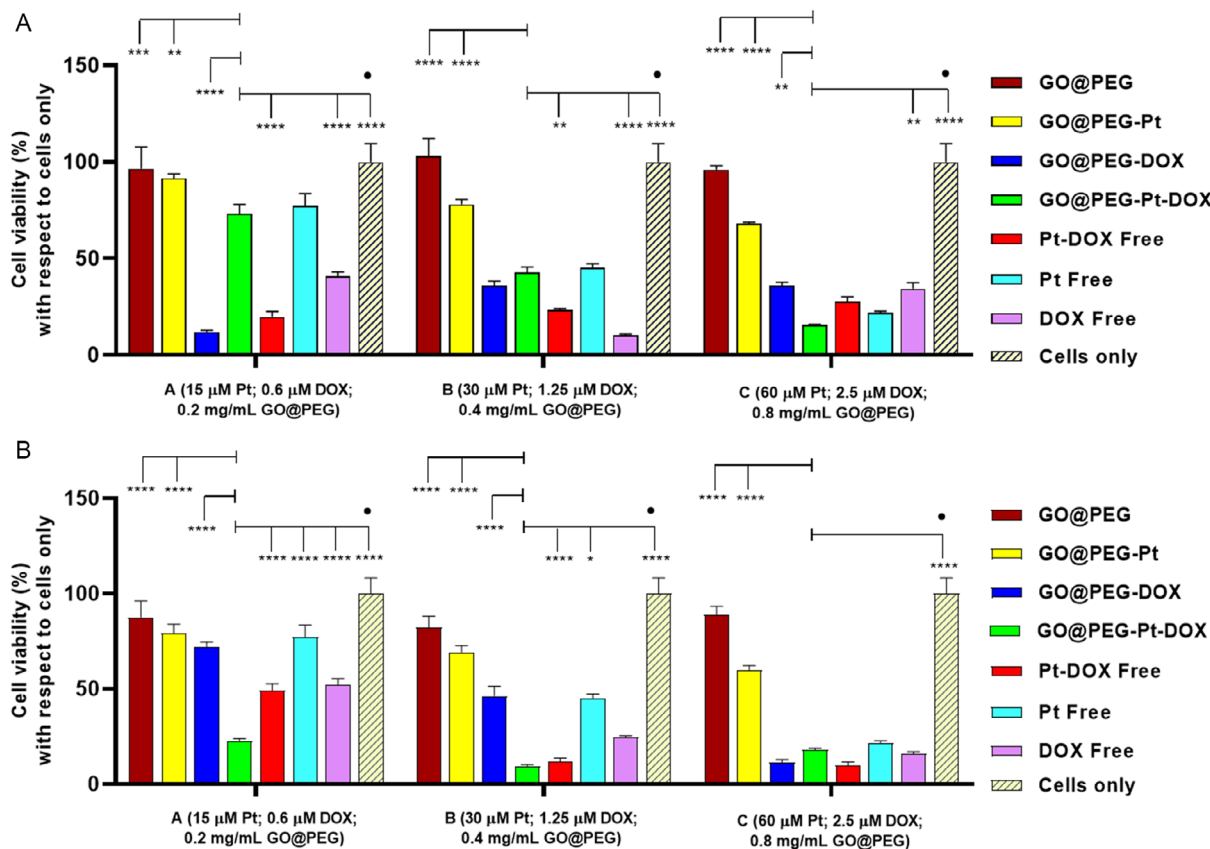 A
*** ** **** **** **** ****
**** **** ** **** ****
**** **** ** ** ****
Cell viability (%)
with respect to cells only
150
100
50
0
A (15 µM Pt; 0.6 µM DOX;
0.2 mg/mL GO@PEG)
B (30 µM Pt; 1.25 µM DOX;
0.4 mg/mL GO@PEG)
C (60 µM Pt; 2.5 µM DOX;
0.8 mg/mL GO@PEG)
GO@PEG
GO@PEG-Pt
GO@PEG-DOX
GO@PEG-Pt-DOX
Pt-DOX Free
Pt Free
DOX Free
Cells only
B
**** **** **** **** **** **** ****
**** **** **** **** * ****
**** **** ****
Cell viability (%)
with respect to cells only
150
100
50
0
A (15 µM Pt; 0.6 µM DOX;
0.2 mg/mL GO@PEG)
B (30 µM Pt; 1.25 µM DOX;
0.4 mg/mL GO@PEG)
C (60 µM Pt; 2.5 µM DOX;
0.8 mg/mL GO@PEG)
GO@PEG
GO@PEG-Pt
GO@PEG-DOX
GO@PEG-Pt-DOX
Pt-DOX Free
Pt Free
DOX Free
Cells only